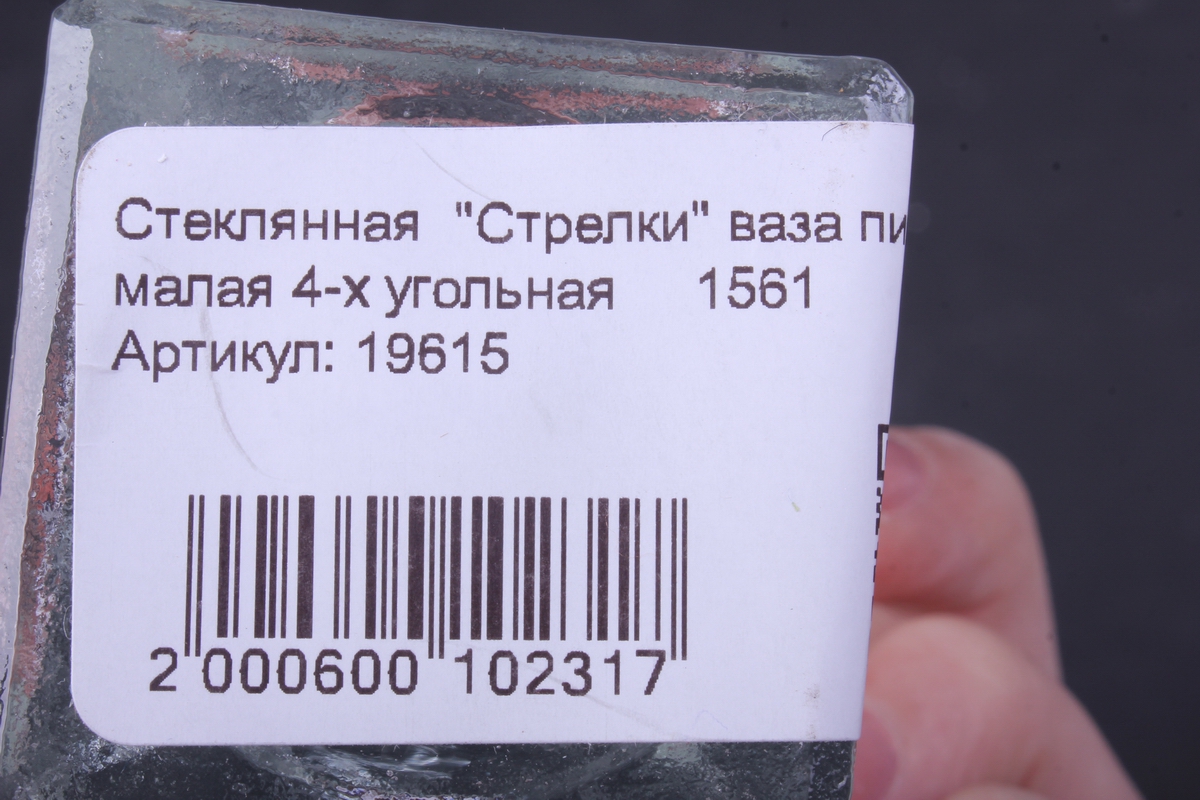 Стеклянная "Стрелки" ваза
малая 4-х угольная 1561
Артикул: 19615
2 000600 102317